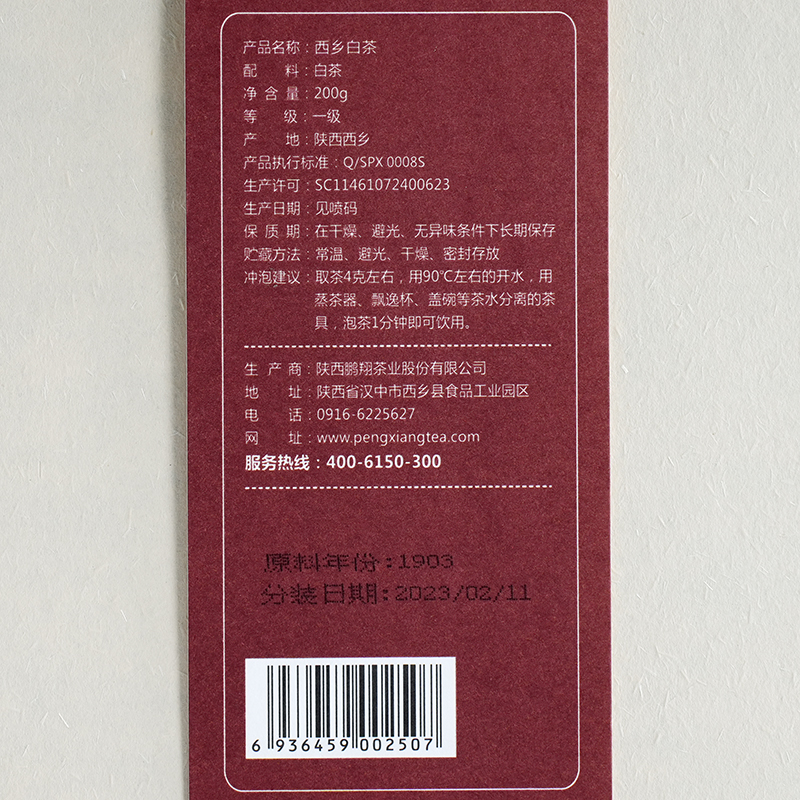 产品名称：西乡白茶
配 料：白茶
净 含 量：200g
等 级：一级
产 地：陕西西乡
产品执行标准：Q/SPX 0008S
生产许可：SC11461072400623
生产日期：见喷码
保 质 期：在干燥、避光、无异味条件下长期保存
贮藏方法：常温、避光、干燥、密封存放
冲泡建议：取茶4克左右，用90℃左右的开水，用
蒸茶器、飘逸杯、盖碗等茶水分离的茶
具，泡茶1分钟即可饮用。
生 产 商：陕西鹏翔茶业股份有限公司
地 址：陕西省汉中市西乡县食品工业园区
电 话：0916-6225627
网 址：www.pengxiangtea.com
服务热线：400-6150-300
原料年份：1903
分装日期：2023/02/11
6 936459 002507